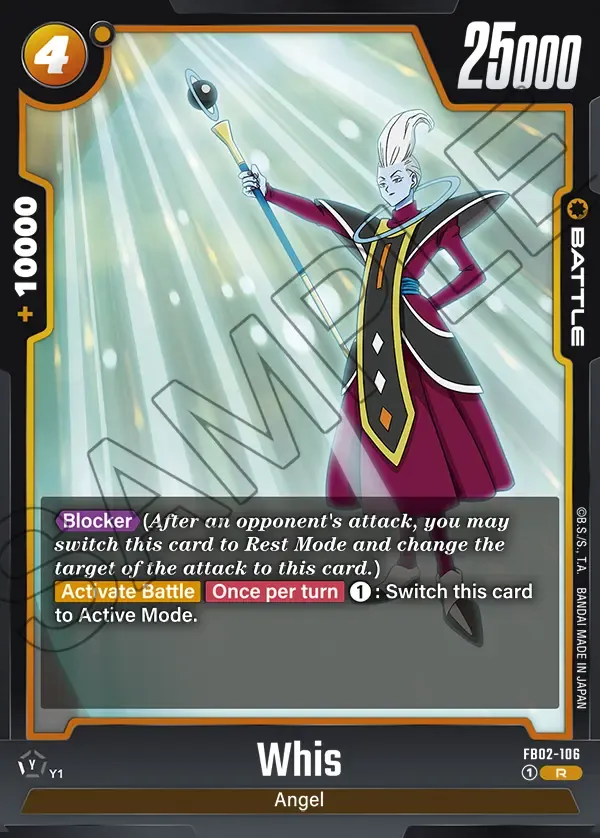 4
25000
+ 10000
BATTLE
SAMPLE
Blocker (After an opponent's attack, you may
switch this card to Rest Mode and change the
target of the attack to this card.)
Activate Battle Once per turn 1 : Switch this card
to Active Mode.
©B.S./S., T.A. BANDAI MADE IN JAPAN
Whis
FB02-106
Y Y1
1 R
Angel